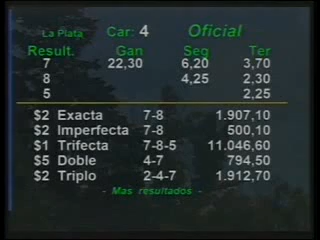 La Plata Car: 4 Oficial
Result. Gan Seg Ter
7 22,30 6,20 3,70
8 4,25 2,30
5 2,25
$2 Exacta 7-8 1.907,10
$2 Imperfecta 7-8 500,10
$1 Trifecta 7-8-5 11.046,60
$5 Doble 4-7 794,50
$2 Triplo 2-4-7 1.912,70
- Mas resultados -